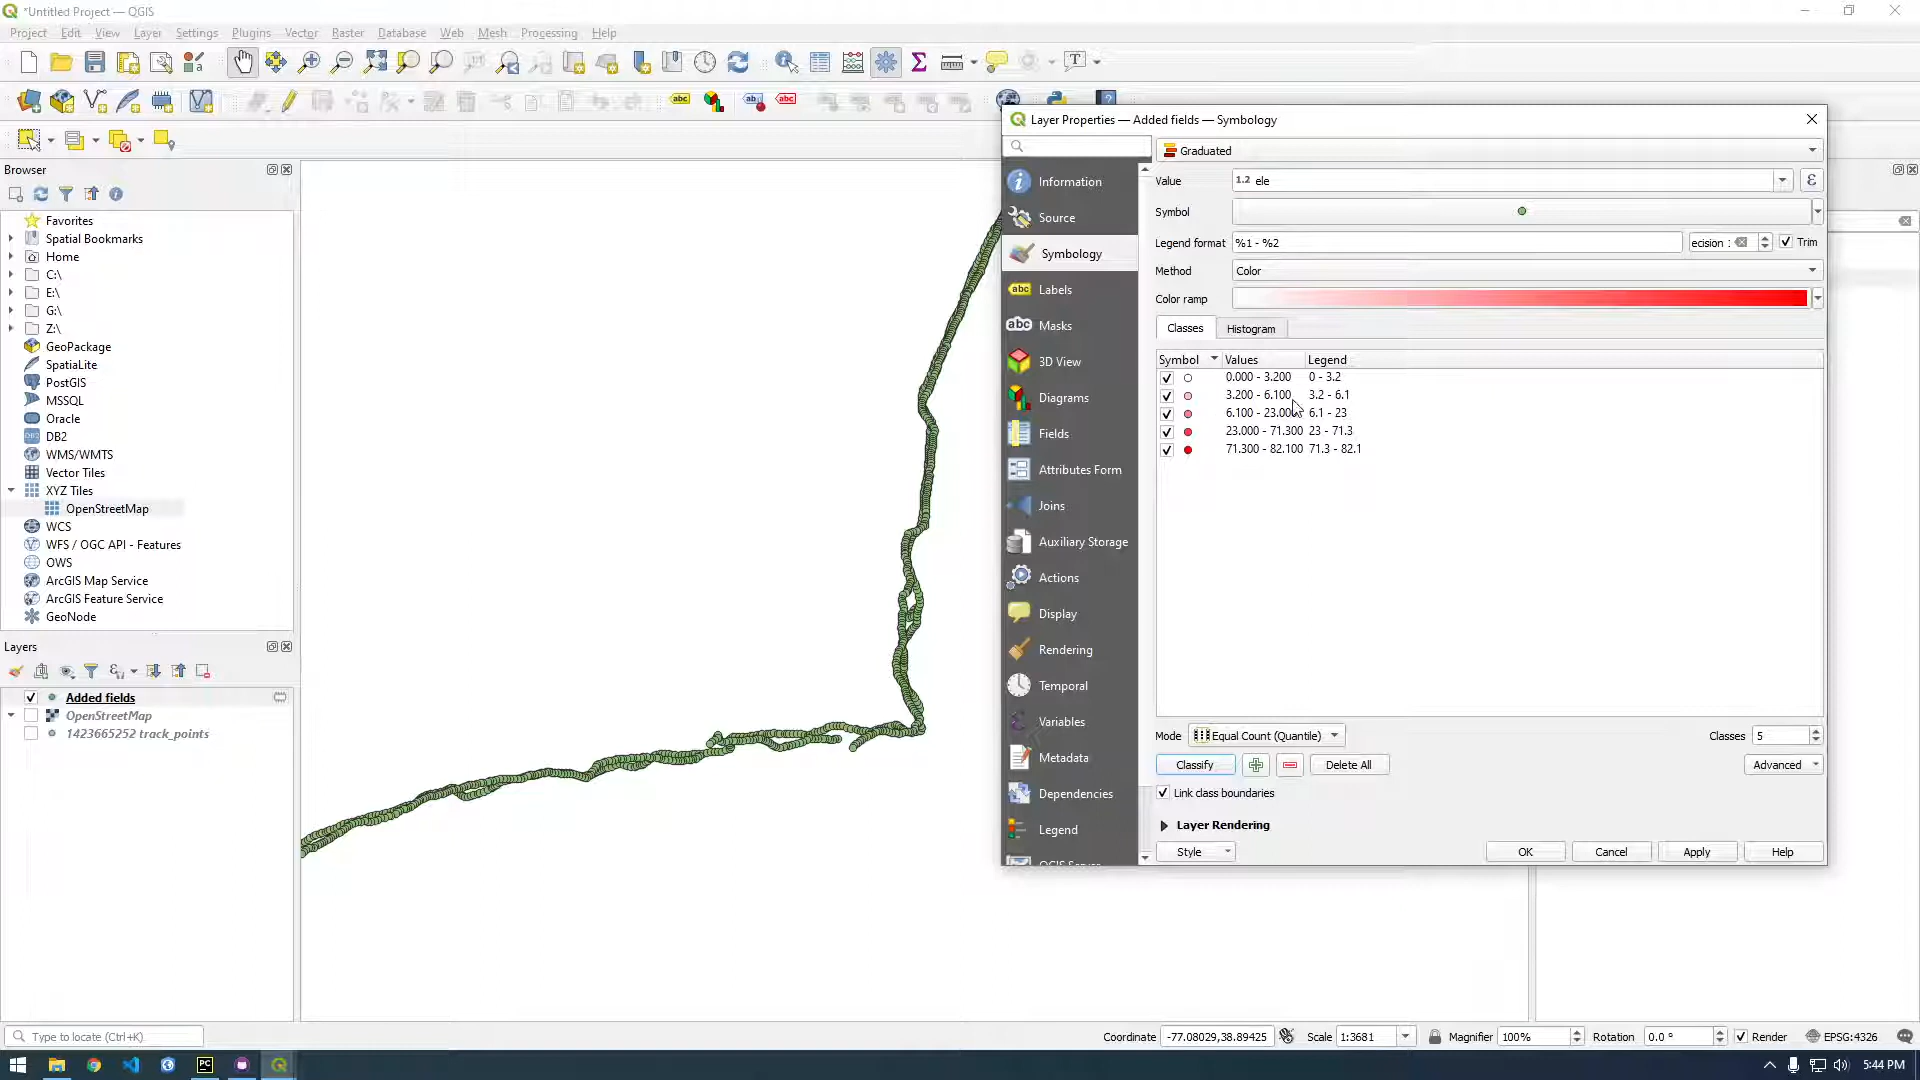 *Untitled Project — QGIS
Project Edit View Layer Settings Plugins Vector Raster Database Web Mesh Processing Help
Browser
Favorites
Spatial Bookmarks
Home
C:\
E:\
G:\
Z:\
GeoPackage
SpatiaLite
PostGIS
MSSQL
Oracle
DB2
WMS/WMTS
Vector Tiles
XYZ Tiles
OpenStreetMap
WCS
WFS / OGC API - Features
OWS
ArcGIS Map Service
ArcGIS Feature Service
GeoNode
Layers
Added fields
OpenStreetMap
1423665252 track_points
Layer Properties — Added fields — Symbology
Information
Source
Symbology
Labels
Masks
3D View
Diagrams
Fields
Attributes Form
Joins
Auxiliary Storage
Actions
Display
Rendering
Temporal
Variables
Metadata
Dependencies
Legend
QGIS Server
Graduated
Value 1.2 ele
Symbol
Legend format %1 - %2 ecision : Trim
Method Color
Color ramp
Classes Histogram
Symbol Values Legend
0.000 - 3.200 0 - 3.2
3.200 - 6.100 3.2 - 6.1
6.100 - 23.000 6.1 - 23
23.000 - 71.300 23 - 71.3
71.300 - 82.100 71.3 - 82.1
Mode Equal Count (Quantile) Classes 5
Classify Delete All Advanced
Link class boundaries
Layer Rendering
Style OK Cancel Apply Help
Type to locate (Ctrl+K) Coordinate -77.08029,38.89425 Scale 1:3681 Magnifier 100% Rotation 0.0 ° Render EPSG:4326
5:44 PM